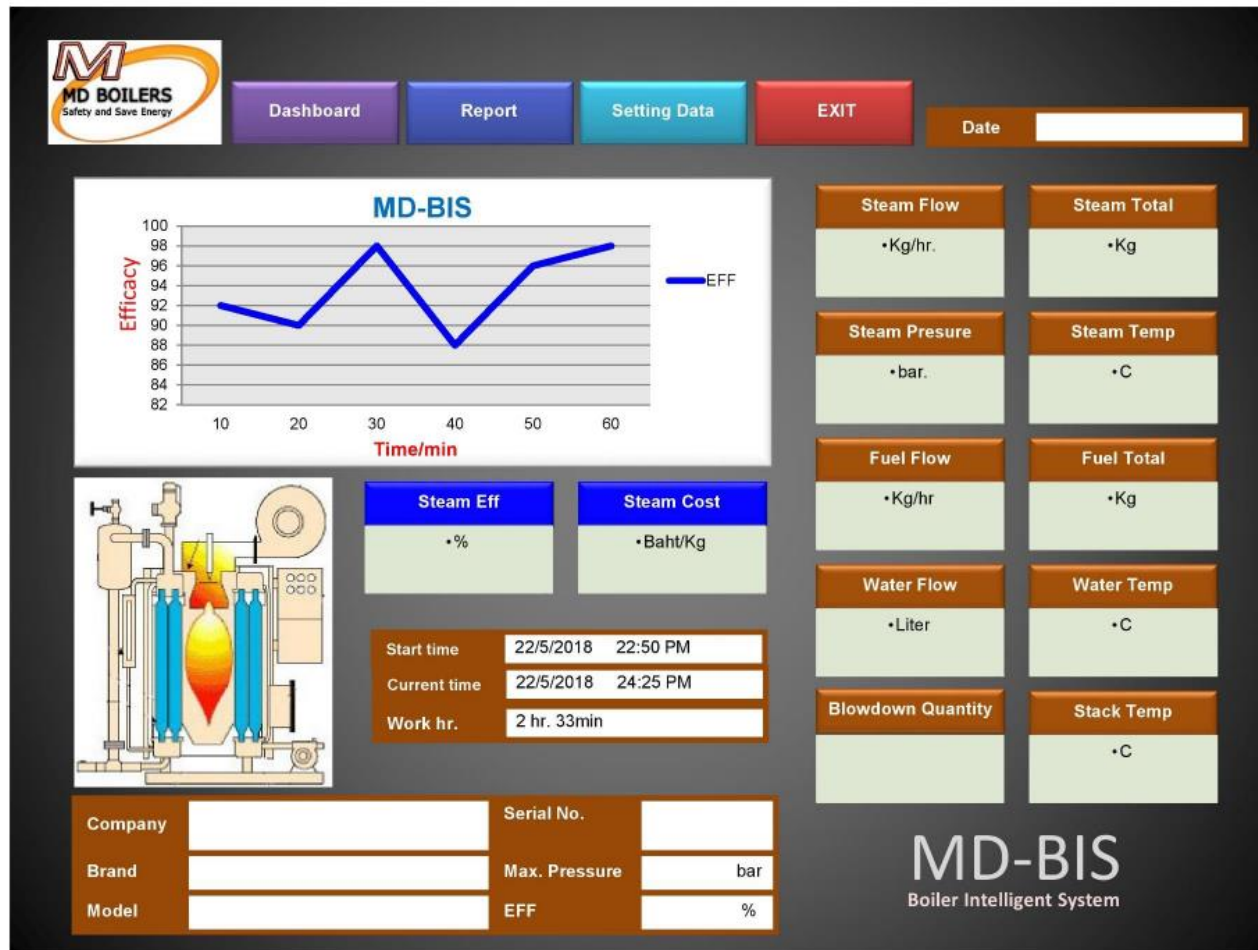 M
MD BOILERS
Safety and Save Energy
Dashboard
Report
Setting Data
EXIT
Date
MD-BIS
Efficacy
100
98
96
94
92
90
88
86
84
82
10 20 30 40 50 60
Time/min
EFF
Steam Flow
•Kg/hr.
Steam Total
•Kg
Steam Presure
•bar.
Steam Temp
•C
Fuel Flow
•Kg/hr
Fuel Total
•Kg
Water Flow
•Liter
Water Temp
•C
Blowdown Quantity
Stack Temp
•C
Steam Eff
•%
Steam Cost
•Baht/Kg
Start time 22/5/2018 22:50 PM
Current time 22/5/2018 24:25 PM
Work hr. 2 hr. 33min
Company
Serial No.
Brand
Max. Pressure bar
Model
EFF %
MD-BIS
Boiler Intelligent System